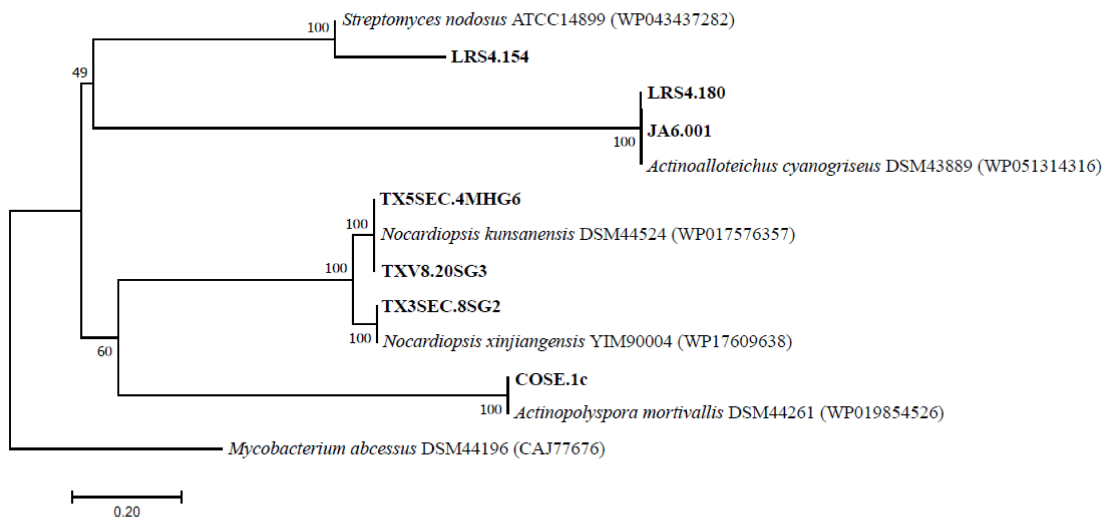 Streptomyces nodosus ATCC14899 (WP043437282)
100
LRS4.154
49
LRS4.180
JA6.001
100
Actinoalloteichus cyanogriseus DSM43889 (WP051314316)
TX5SEC.4MHG6
100
Nocardiopsis kunsanensis DSM44524 (WP017576357)
100
TXV8.20SG3
TX3SEC.8SG2
100
Nocardiopsis xinjiangensis YIM90004 (WP17609638)
60
COSE.1c
100
Actinopolyspora mortivallis DSM44261 (WP019854526)
Mycobacterium abcessus DSM44196 (CAJ77676)
0.20